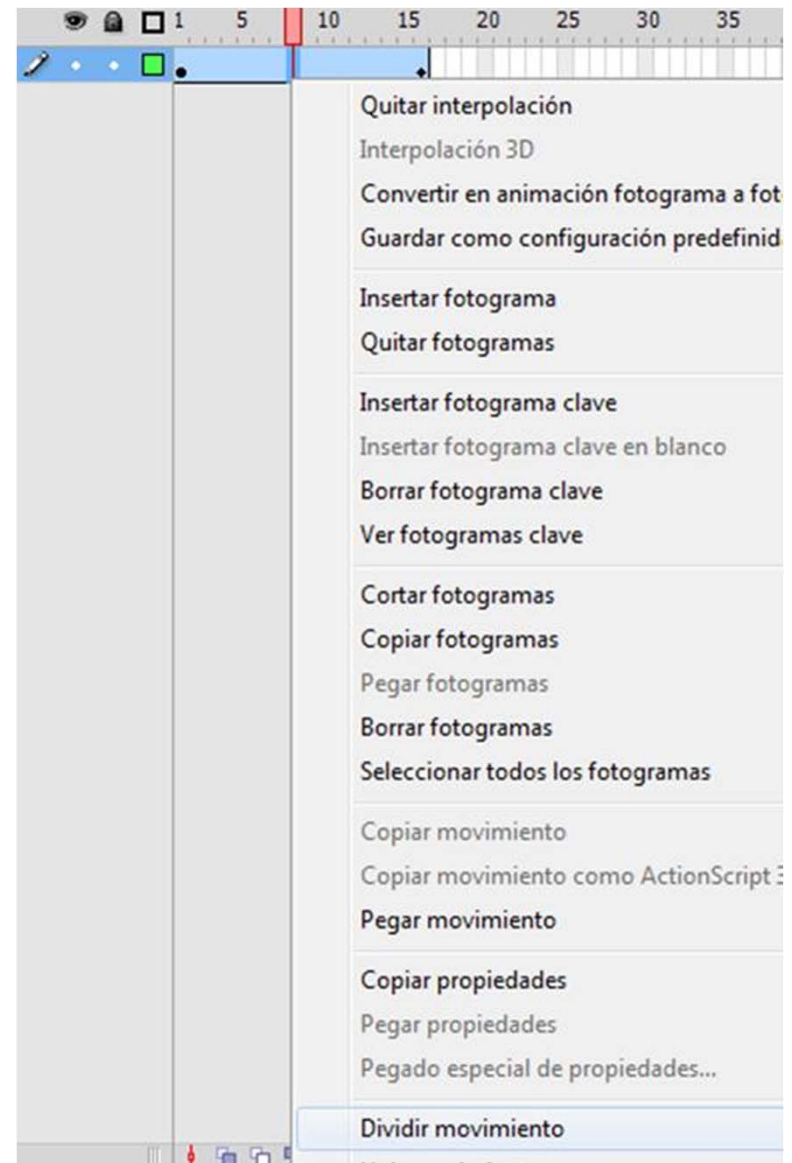 1 5 10 15 20 25 30 35
Quitar interpolación
Interpolación 3D
Convertir en animación fotograma a fot
Guardar como configuración predefinid
Insertar fotograma
Quitar fotogramas
Insertar fotograma clave
Insertar fotograma clave en blanco
Borrar fotograma clave
Ver fotogramas clave
Cortar fotogramas
Copiar fotogramas
Pegar fotogramas
Borrar fotogramas
Seleccionar todos los fotogramas
Copiar movimiento
Copiar movimiento como ActionScript 3
Pegar movimiento
Copiar propiedades
Pegar propiedades
Pegado especial de propiedades...
Dividir movimiento